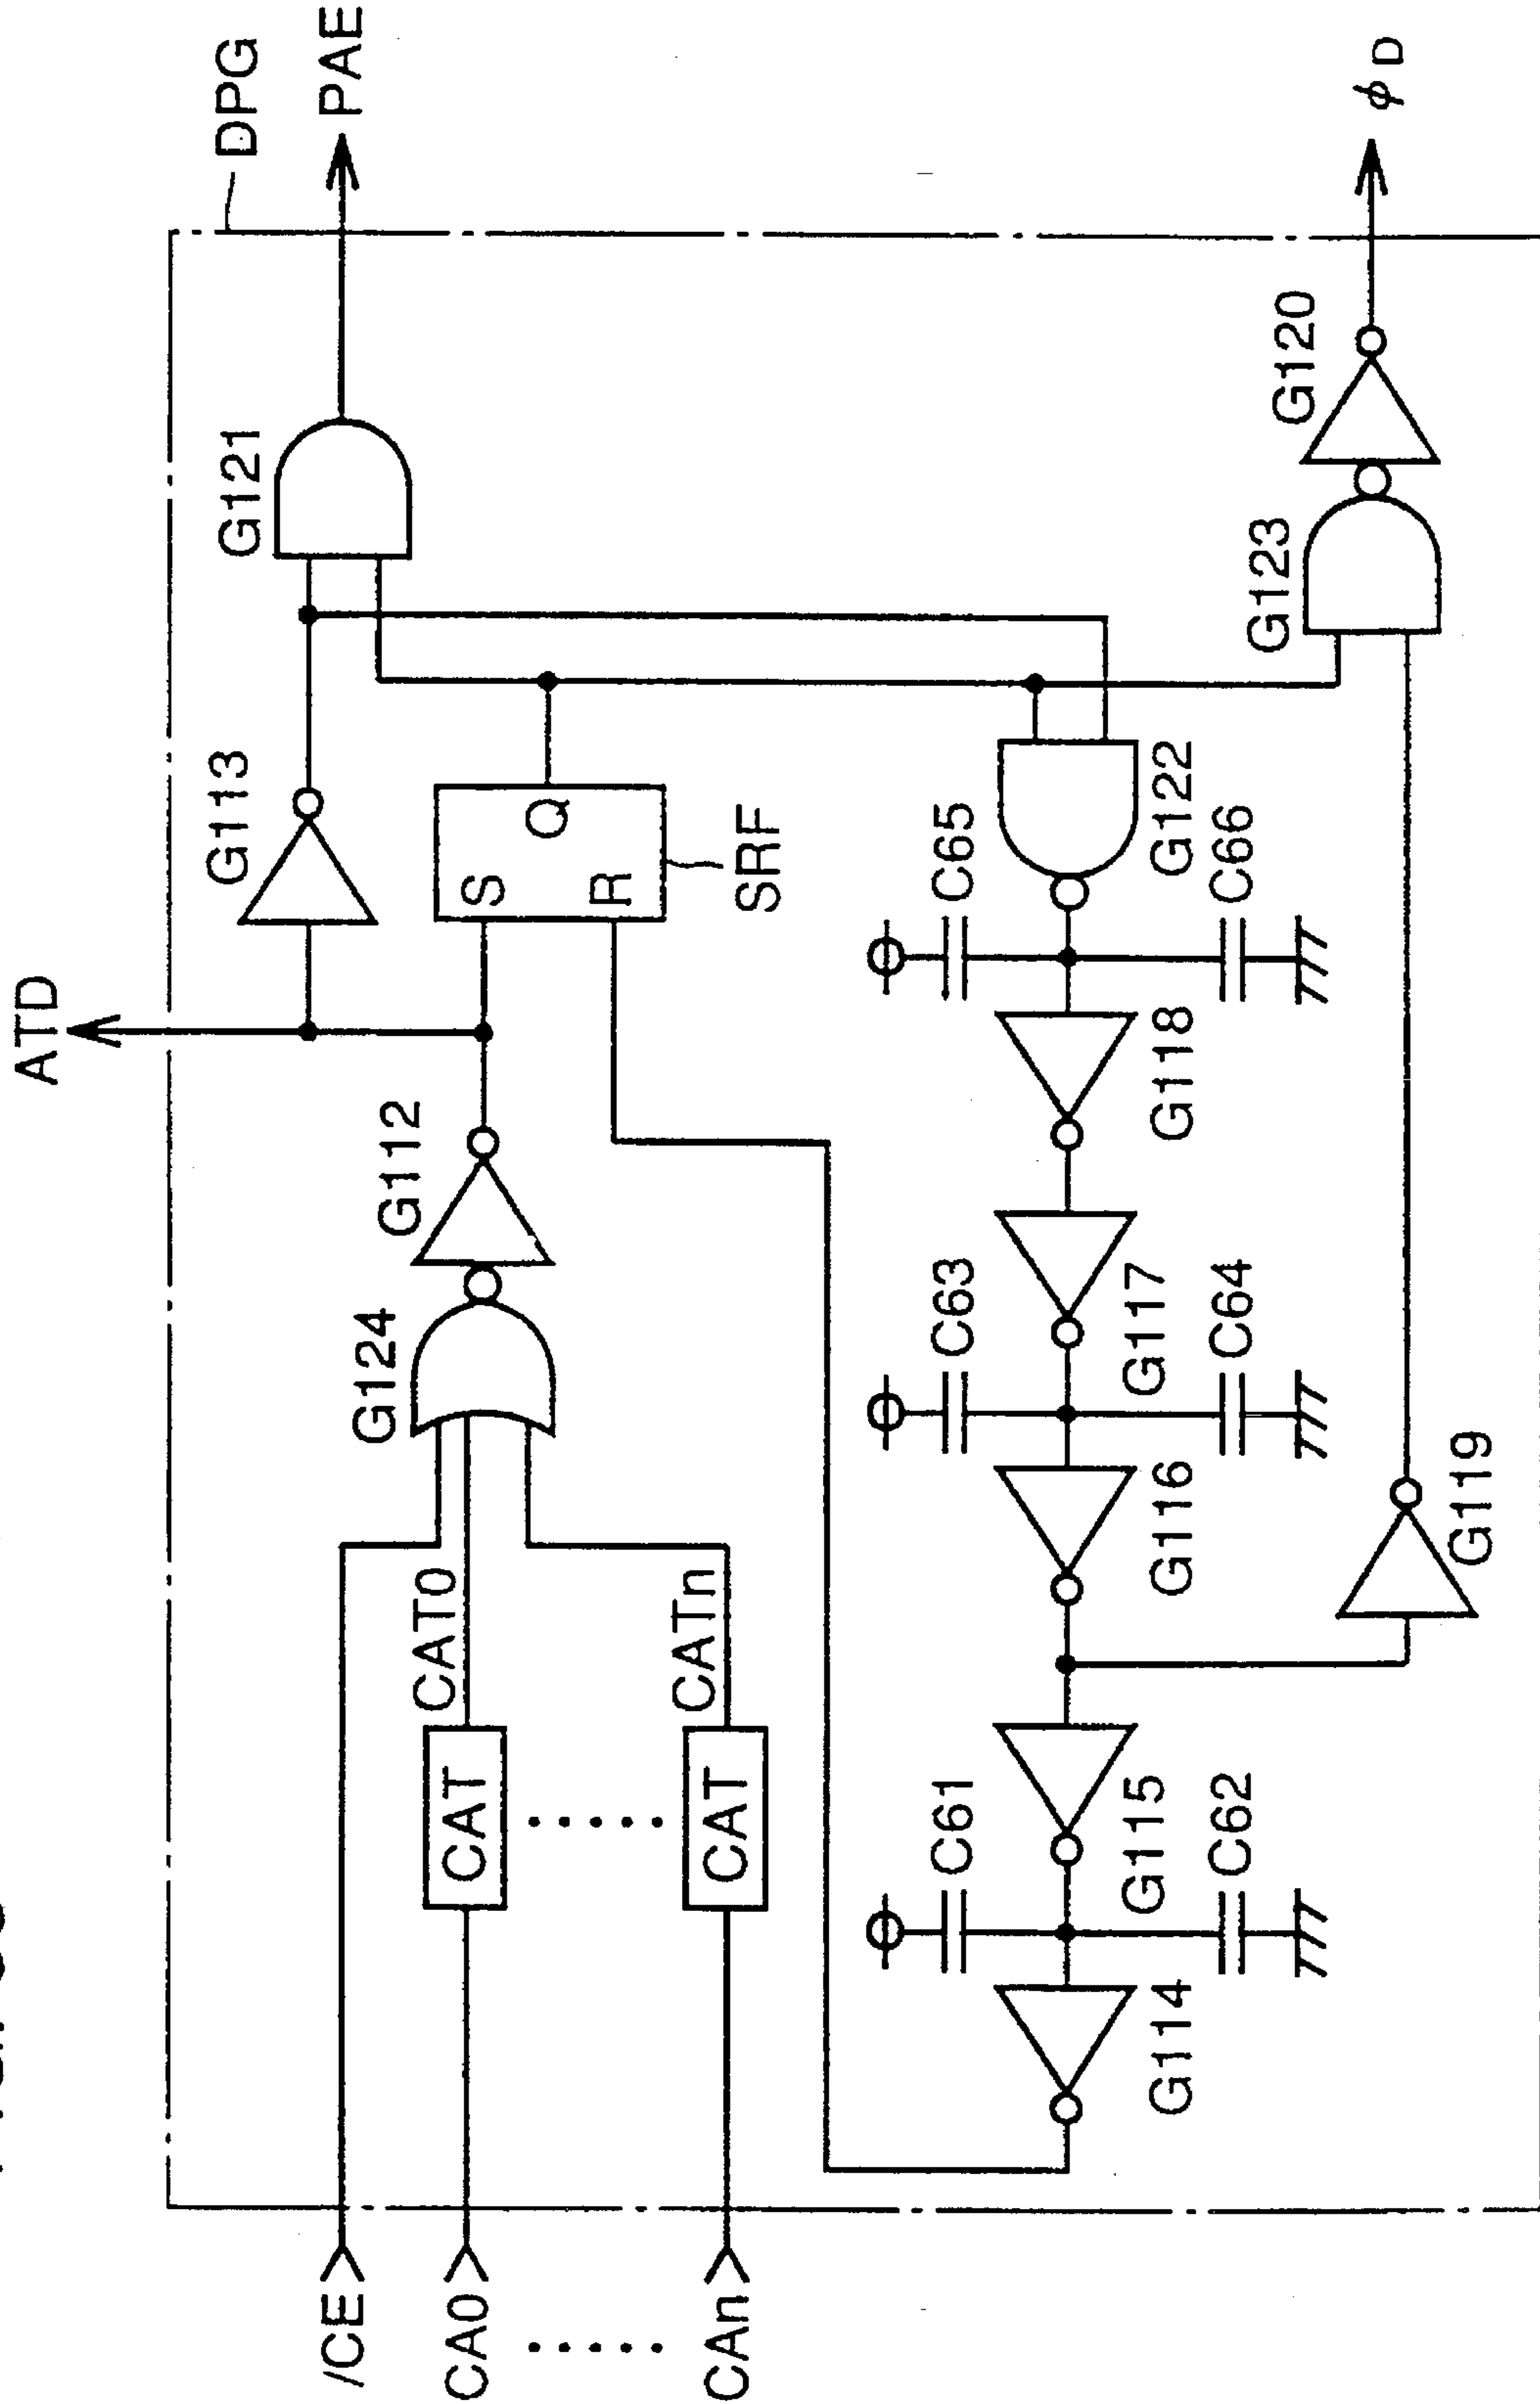 ATD
DPG
PAE
G113
G121
/CE>
G124
G112
S
Q
R
SRF
CA0>
CAT
CAT0
CAn>
CAT
CATn
C61
C63
C65
G114
G115
G116
G117
G118
G122
C62
C64
C66
G123
G120
G119
φD